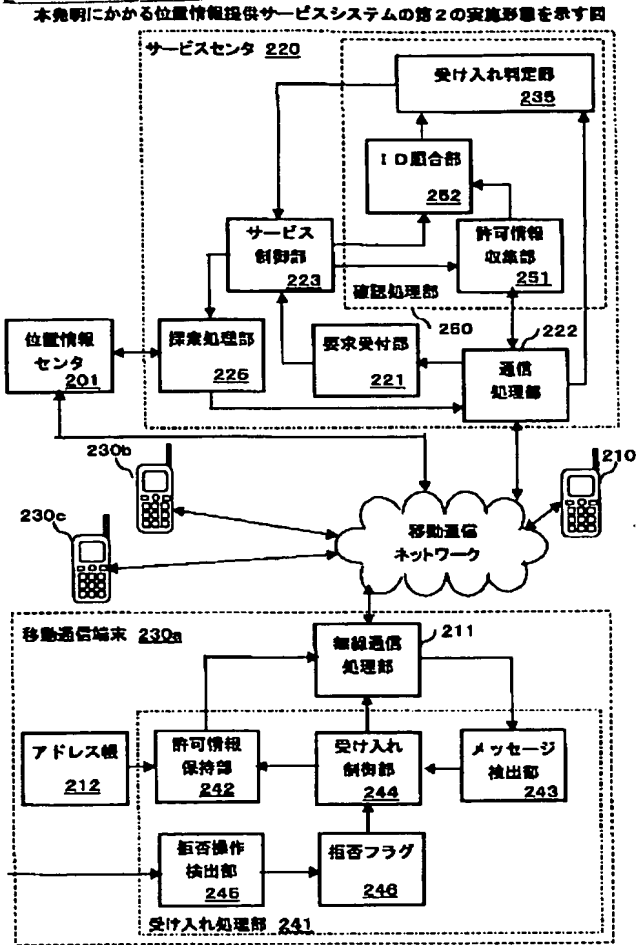 本発明にかかる位置情報提供サービスシステムの第2の実施形態を示す図
サービスセンタ 220
受け入れ判定部
235
ID照合部
252
サービス
制御部
223
許可情報
収集部
251
確認処理部
250
222
位置情報
センタ
201
探索処理部
225
要求受付部
221
通信
処理部
230b
210
230c
移動通信
ネットワーク
移動通信端末 230a
無線通信
処理部
211
アドレス帳
212
許可情報
保持部
242
受け入れ
制御部
244
メッセージ
検出部
243
拒否操作
検出部
245
拒否フラグ
246
受け入れ処理部 241